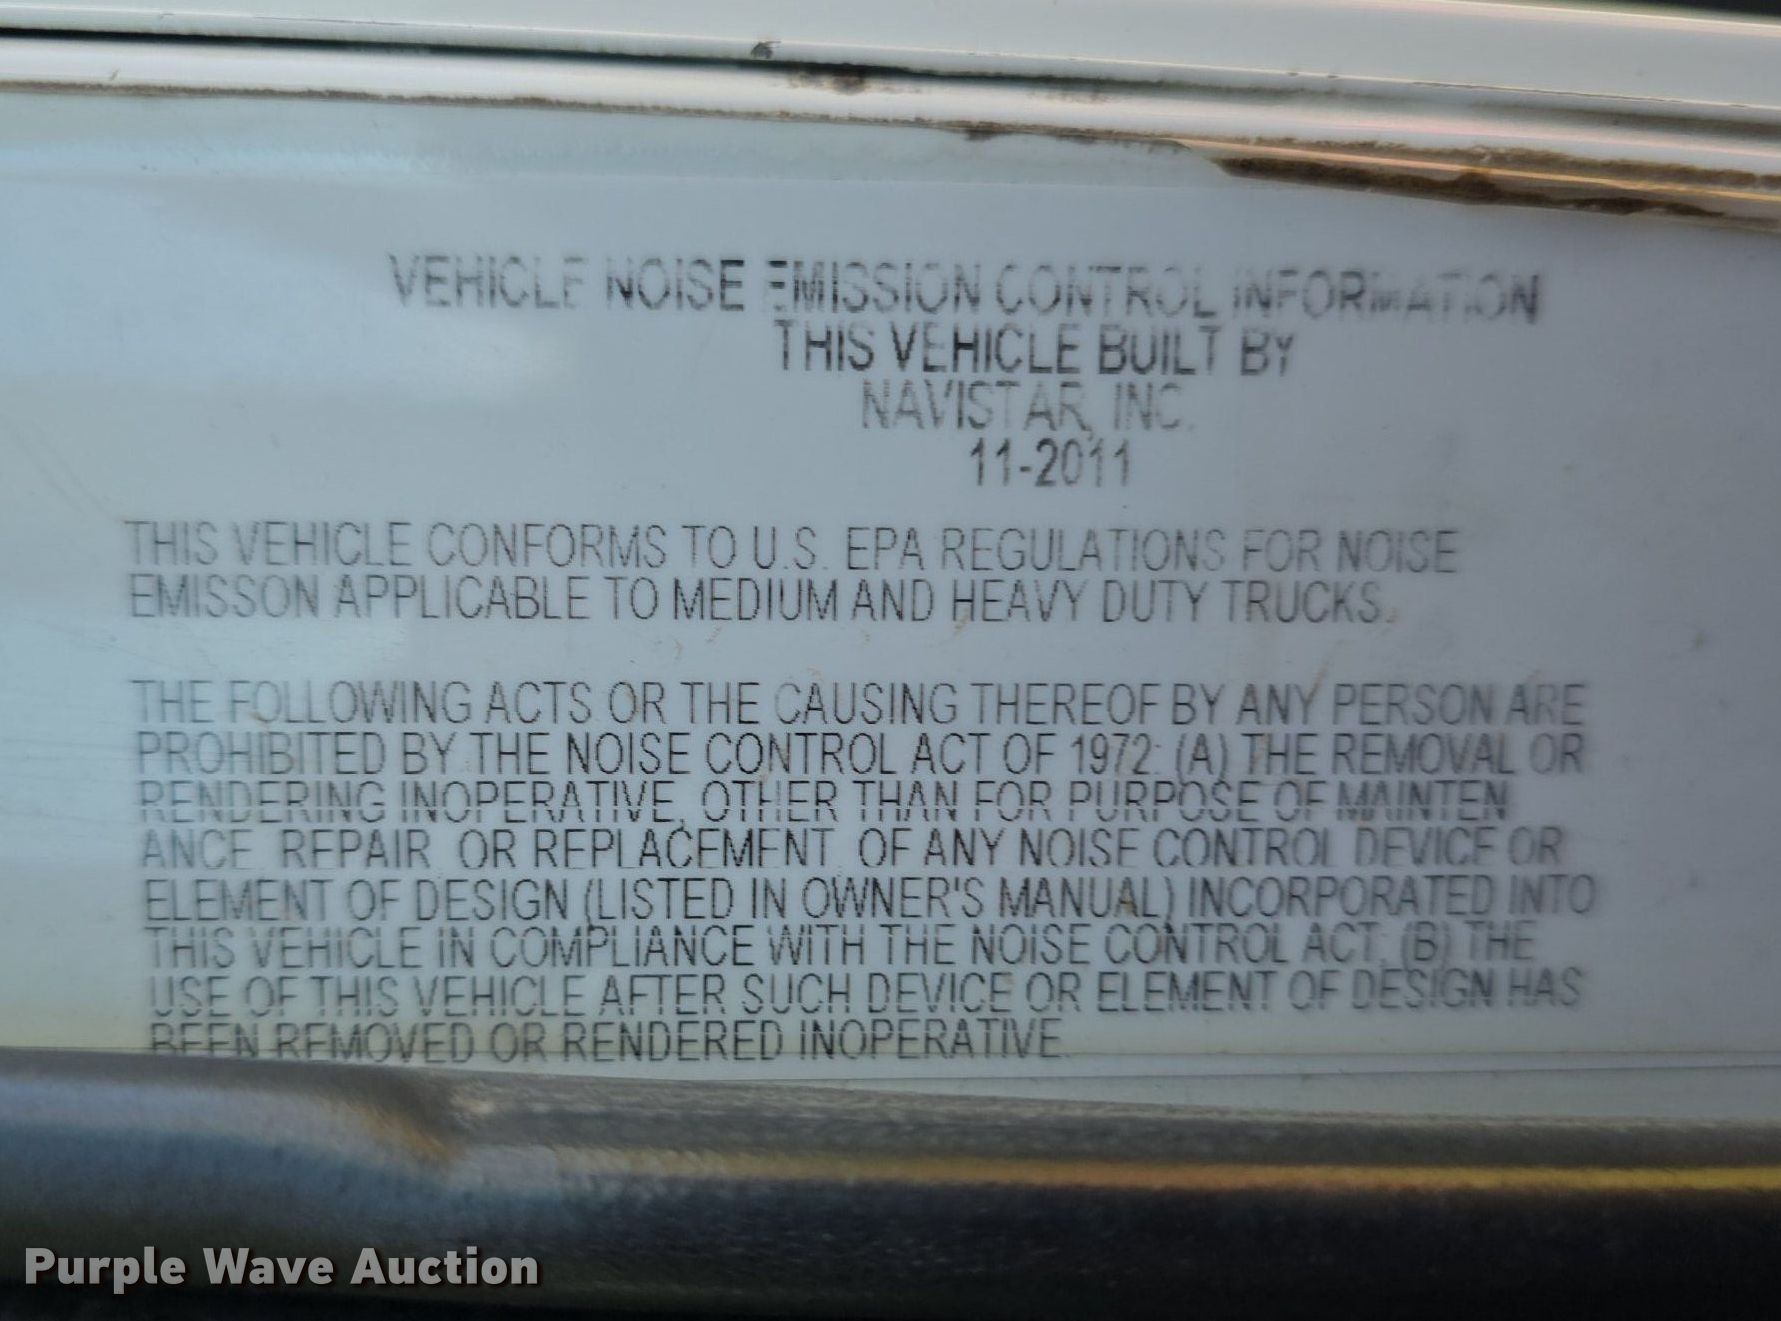 VEHICLE NOISE EMISSION CONTROL INFORMATION
THIS VEHICLE BUILT BY
NAVISTAR, INC.
11-2011
THIS VEHICLE CONFORMS TO U.S. EPA REGULATIONS FOR NOISE
EMISSON APPLICABLE TO MEDIUM AND HEAVY DUTY TRUCKS.
THE FOLLOWING ACTS OR THE CAUSING THEREOF BY ANY PERSON ARE
PROHIBITED BY THE NOISE CONTROL ACT OF 1972: (A) THE REMOVAL OR
RENDERING INOPERATIVE, OTHER THAN FOR PURPOSE OF MAINTEN
ANCE REPAIR OR REPLACEMENT OF ANY NOISE CONTROL DEVICE OR
ELEMENT OF DESIGN (LISTED IN OWNER'S MANUAL) INCORPORATED INTO
THIS VEHICLE IN COMPLIANCE WITH THE NOISE CONTROL ACT; (B) THE
USE OF THIS VEHICLE AFTER SUCH DEVICE OR ELEMENT OF DESIGN HAS
BEEN REMOVED OR RENDERED INOPERATIVE.
Purple Wave Auction